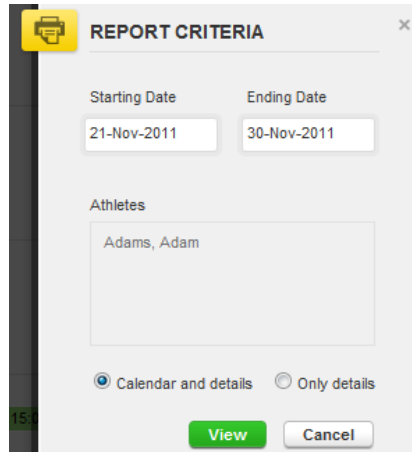 REPORT CRITERIA
×
Starting Date Ending Date
21-Nov-2011 30-Nov-2011
Athletes
Adams, Adam
Calendar and details Only details
View Cancel